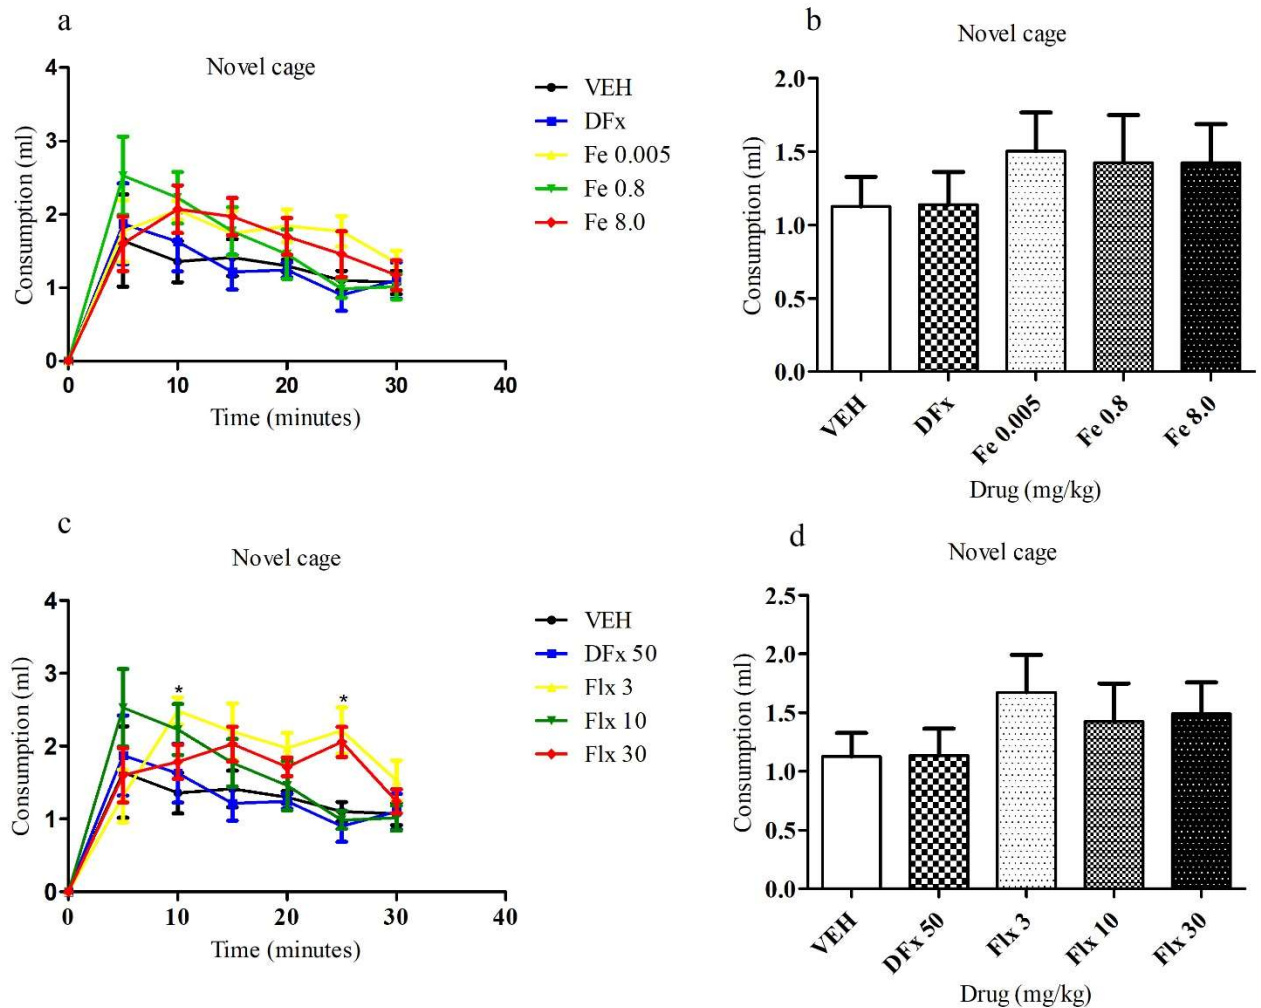 a
Novel cage
4
3
2
1
0
Consumption (ml)
0 10 20 30 40
Time (minutes)
VEH
DFx
Fe 0.005
Fe 0.8
Fe 8.0
b
Novel cage
2.0
1.5
1.0
0.5
0.0
Consumption (ml)
VEH DFx Fe 0.005 Fe 0.8 Fe 8.0
Drug (mg/kg)
c
Novel cage
4
3
2
1
0
Consumption (ml)
* *
0 10 20 30 40
Time (minutes)
VEH
DFx 50
Flx 3
Flx 10
Flx 30
d
Novel cage
2.5
2.0
1.5
1.0
0.5
0.0
Consumption (ml)
VEH DFx 50 Flx 3 Flx 10 Flx 30
Drug (mg/kg)